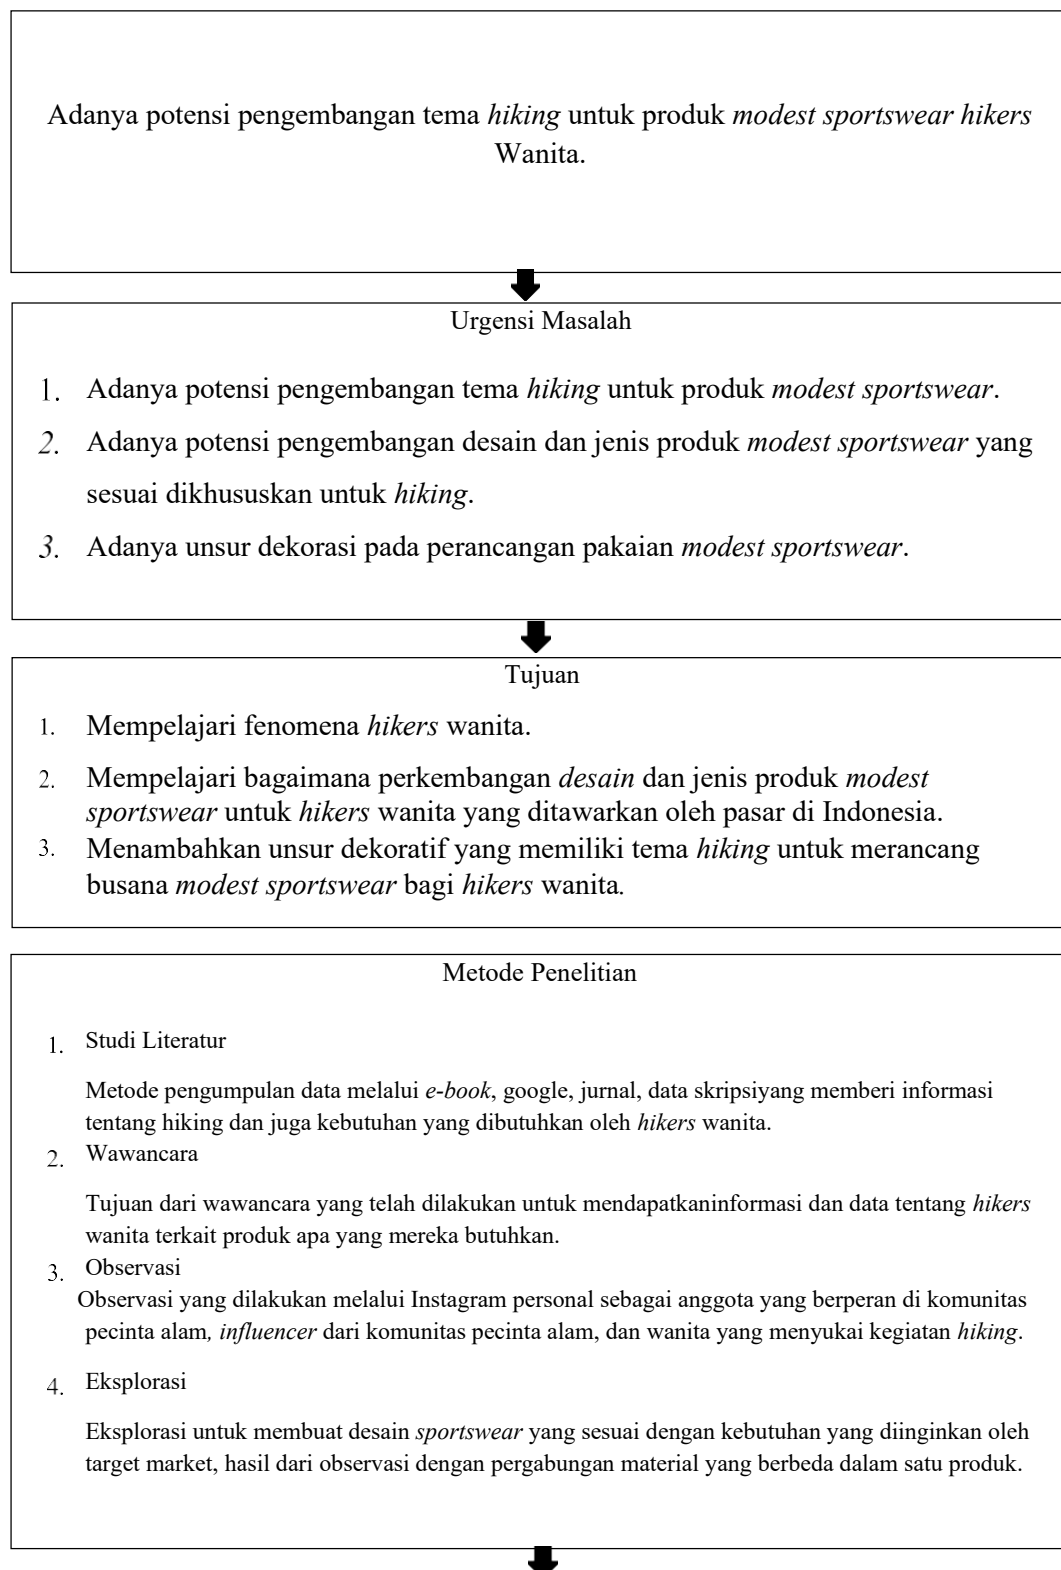 Adanya potensi pengembangan tema hiking untuk produk modest sportswear hikers
Wanita.
Urgensi Masalah
1. Adanya potensi pengembangan tema hiking untuk produk modest sportswear.
2. Adanya potensi pengembangan desain dan jenis produk modest sportswear yang
sesuai dikhususkan untuk hiking.
3. Adanya unsur dekorasi pada perancangan pakaian modest sportswear.
Tujuan
1. Mempelajari fenomena hikers wanita.
2. Mempelajari bagaimana perkembangan desain dan jenis produk modest
sportswear untuk hikers wanita yang ditawarkan oleh pasar di Indonesia.
3. Menambahkan unsur dekoratif yang memiliki tema hiking untuk merancang
busana modest sportswear bagi hikers wanita.
Metode Penelitian
1. Studi Literatur
Metode pengumpulan data melalui e-book, google, jurnal, data skripsiyang memberi informasi
tentang hiking dan juga kebutuhan yang dibutuhkan oleh hikers wanita.
2. Wawancara
Tujuan dari wawancara yang telah dilakukan untuk mendapatkaninformasi dan data tentang hikers
wanita terkait produk apa yang mereka butuhkan.
3. Observasi
Observasi yang dilakukan melalui Instagram personal sebagai anggota yang berperan di komunitas
pecinta alam, influencer dari komunitas pecinta alam, dan wanita yang menyukai kegiatan hiking.
4. Eksplorasi
Eksplorasi untuk membuat desain sportswear yang sesuai dengan kebutuhan yang diinginkan oleh
target market, hasil dari observasi dengan pergabungan material yang berbeda dalam satu produk.